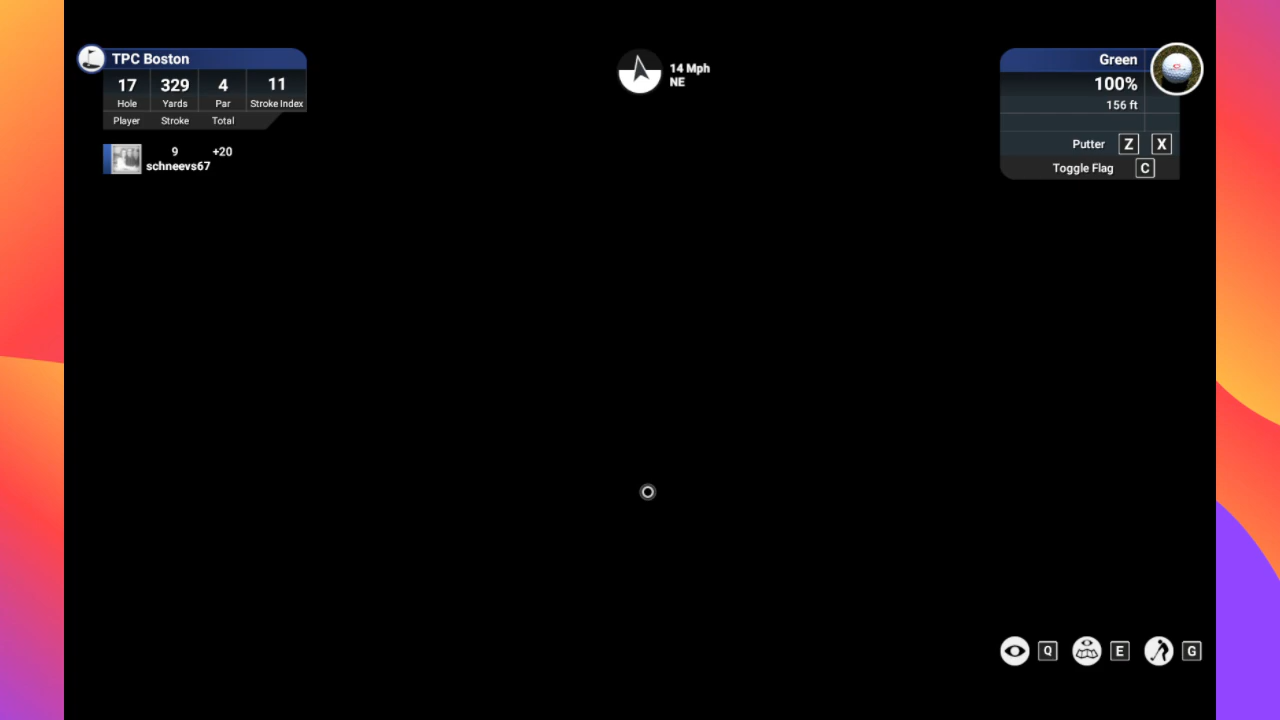 TPC Boston
17 329 4 11
Hole Yards Par Stroke Index
Player Stroke Total
9 +20
schneevs67
14 Mph
NE
Green
100%
156 ft
Putter Z X
Toggle Flag C
Q E G